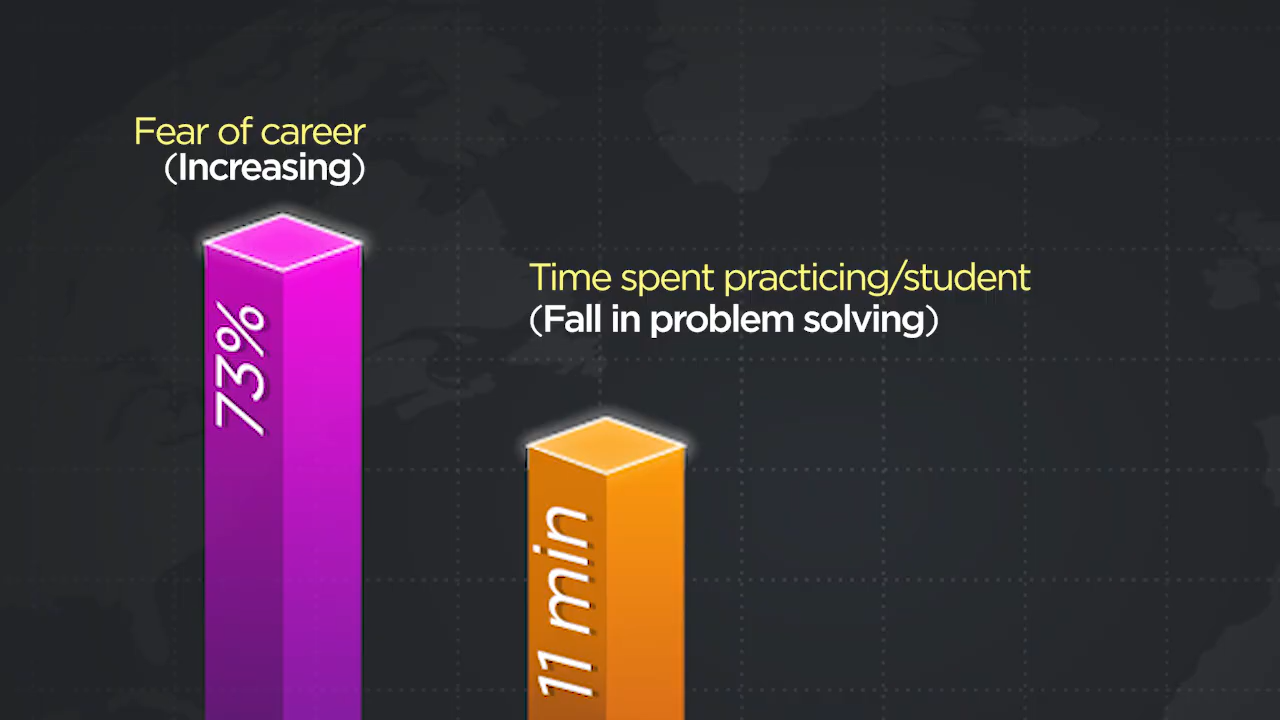 Fear of career
(Increasing)
73%
Time spent practicing/student
(Fall in problem solving)
11 min